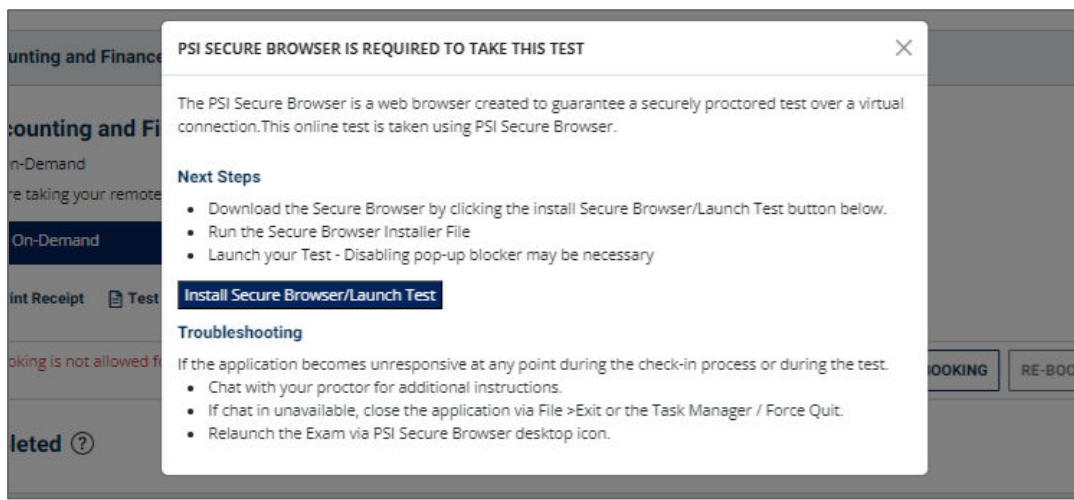 PSI SECURE BROWSER IS REQUIRED TO TAKE THIS TEST
The PSI Secure Browser is a web browser created to guarantee a securely proctored test over a virtual
connection.This online test is taken using PSI Secure Browser.
Next Steps
• Download the Secure Browser by clicking the install Secure Browser/Launch Test button below.
• Run the Secure Browser Installer File
• Launch your Test - Disabling pop-up blocker may be necessary
Install Secure Browser/Launch Test
Troubleshooting
If the application becomes unresponsive at any point during the check-in process or during the test.
• Chat with your proctor for additional instructions.
• If chat in unavailable, close the application via File >Exit or the Task Manager / Force Quit.
• Relaunch the Exam via PSI Secure Browser desktop icon.
unting and Finance
counting and Fi
n-Demand
re taking your remote
On-Demand
int Receipt Test
oking is not allowed fo
OOKING RE-BOO
leted ?